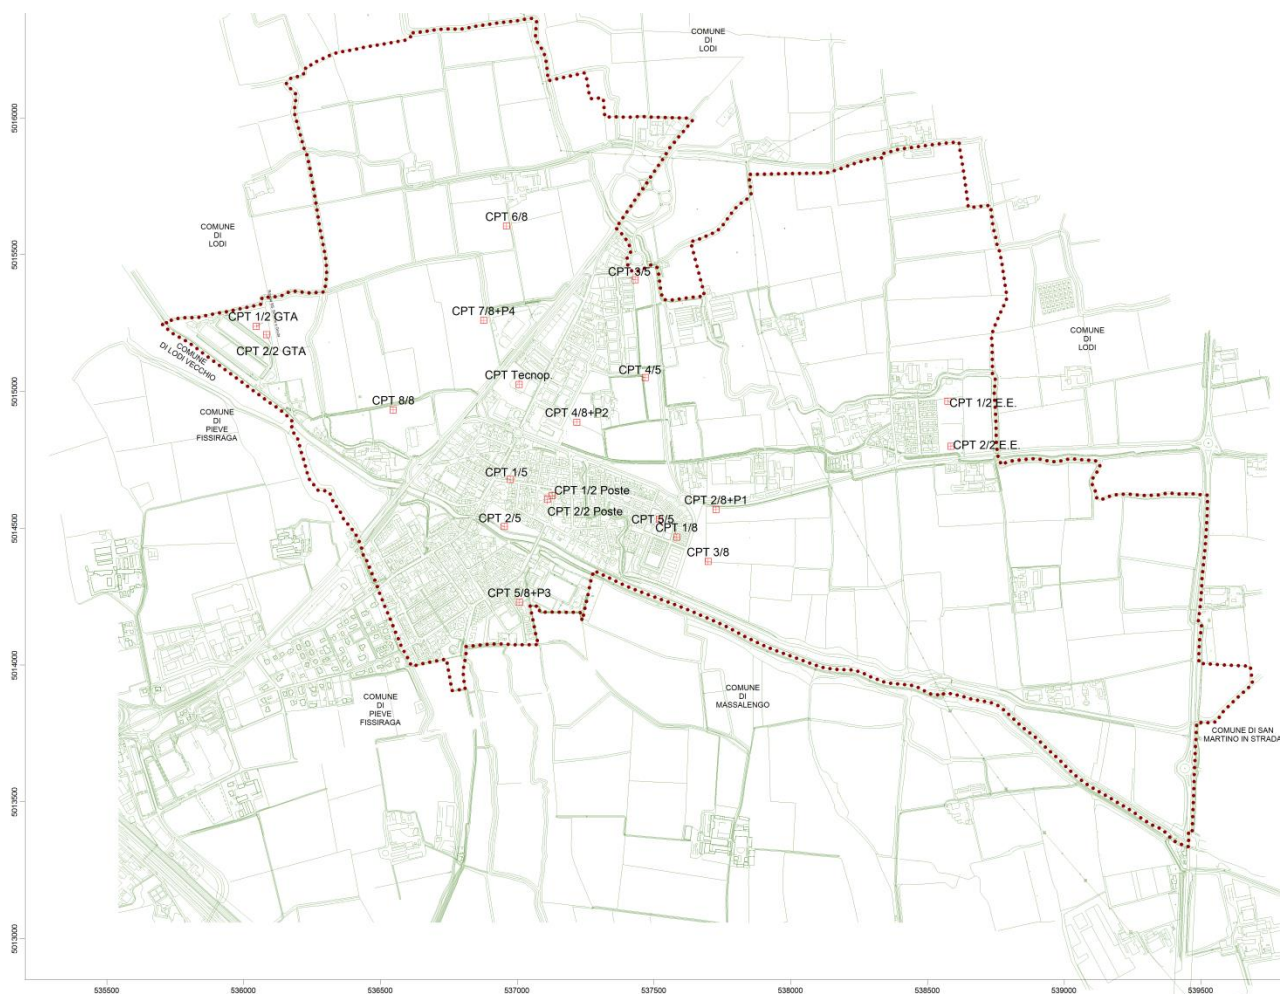 COMUNE
DI
LODI
5016000
CPT 6/8
COMUNE
DI
LODI
5015500
CPT 3/5
CPT 1/2 GTA
CPT 7/8+P4
CPT 2/2 GTA
COMUNE
DI
LODI
COMUNE
DI LODI VECCHIO
5015000
CPT Tecnop.
CPT 4/5
CPT 8/8
CPT 1/2 E.E.
COMUNE
DI
PIEVE
FISSIRAGA
CPT 4/8+P2
CPT 2/2 E.E.
CPT 1/5
CPT 1/2 Poste
CPT 2/8+P1
CPT 2/2 Poste
CPT 2/5
CPT 5/5
CPT 1/8
5014500
CPT 3/8
CPT 5/8+P3
5014000
COMUNE
DI
PIEVE
FISSIRAGA
COMUNE
DI
MASSALENGO
COMUNE DI SAN
MARTINO IN STRADA
5013500
5013000
535500
536000
536500
537000
537500
538000
538500
539000
539500